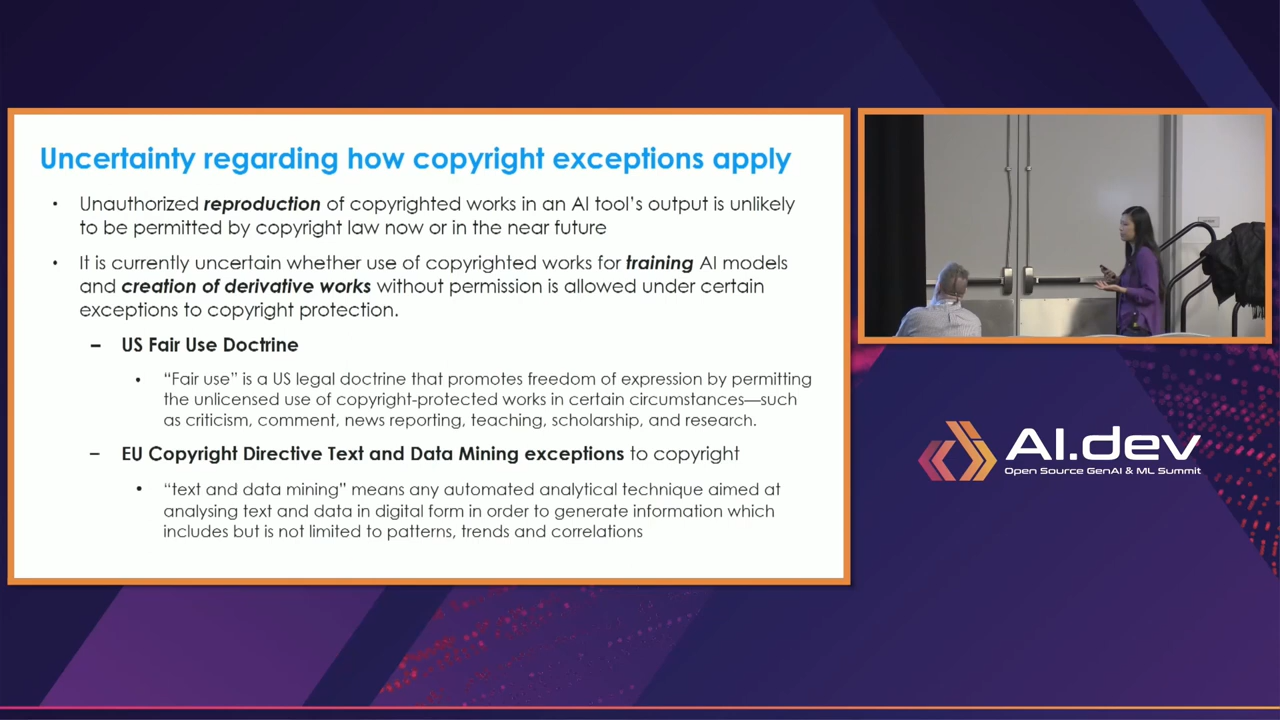 Uncertainty regarding how copyright exceptions apply
• Unauthorized reproduction of copyrighted works in an AI tool's output is unlikely
to be permitted by copyright law now or in the near future
• It is currently uncertain whether use of copyrighted works for training AI models
and creation of derivative works without permission is allowed under certain
exceptions to copyright protection.
– US Fair Use Doctrine
• “Fair use” is a US legal doctrine that promotes freedom of expression by permitting
the unlicensed use of copyright-protected works in certain circumstances—such
as criticism, comment, news reporting, teaching, scholarship, and research.
– EU Copyright Directive Text and Data Mining exceptions to copyright
• “text and data mining” means any automated analytical technique aimed at
analysing text and data in digital form in order to generate information which
includes but is not limited to patterns, trends and correlations
AI.dev
Open Source GenAI & ML Summit